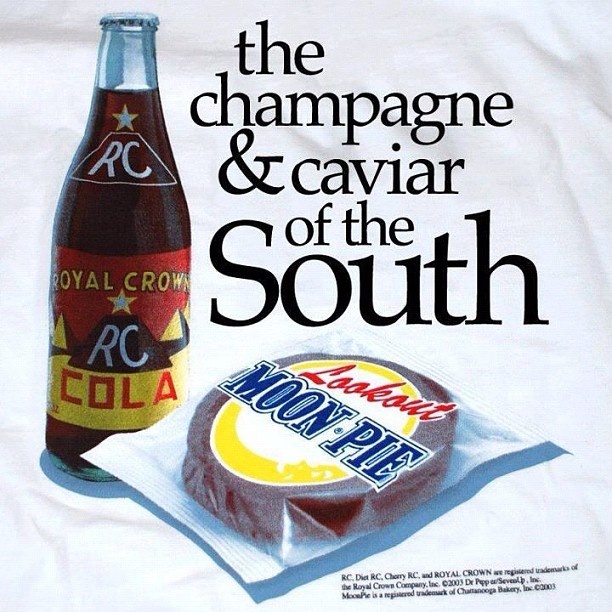 the
champagne
& caviar
of the
South
RC
ROYAL CROWN
RC
COLA
Lookout
MOON PIE
RC, Diet RC, Cherry RC, and ROYAL CROWN are registered trademarks of
the Royal Crown Company, Inc. ©2003 Dr Pepper/SevenUp, Inc.
MoonPie is a registered trademark of Chattanooga Bakery, Inc. ©2003